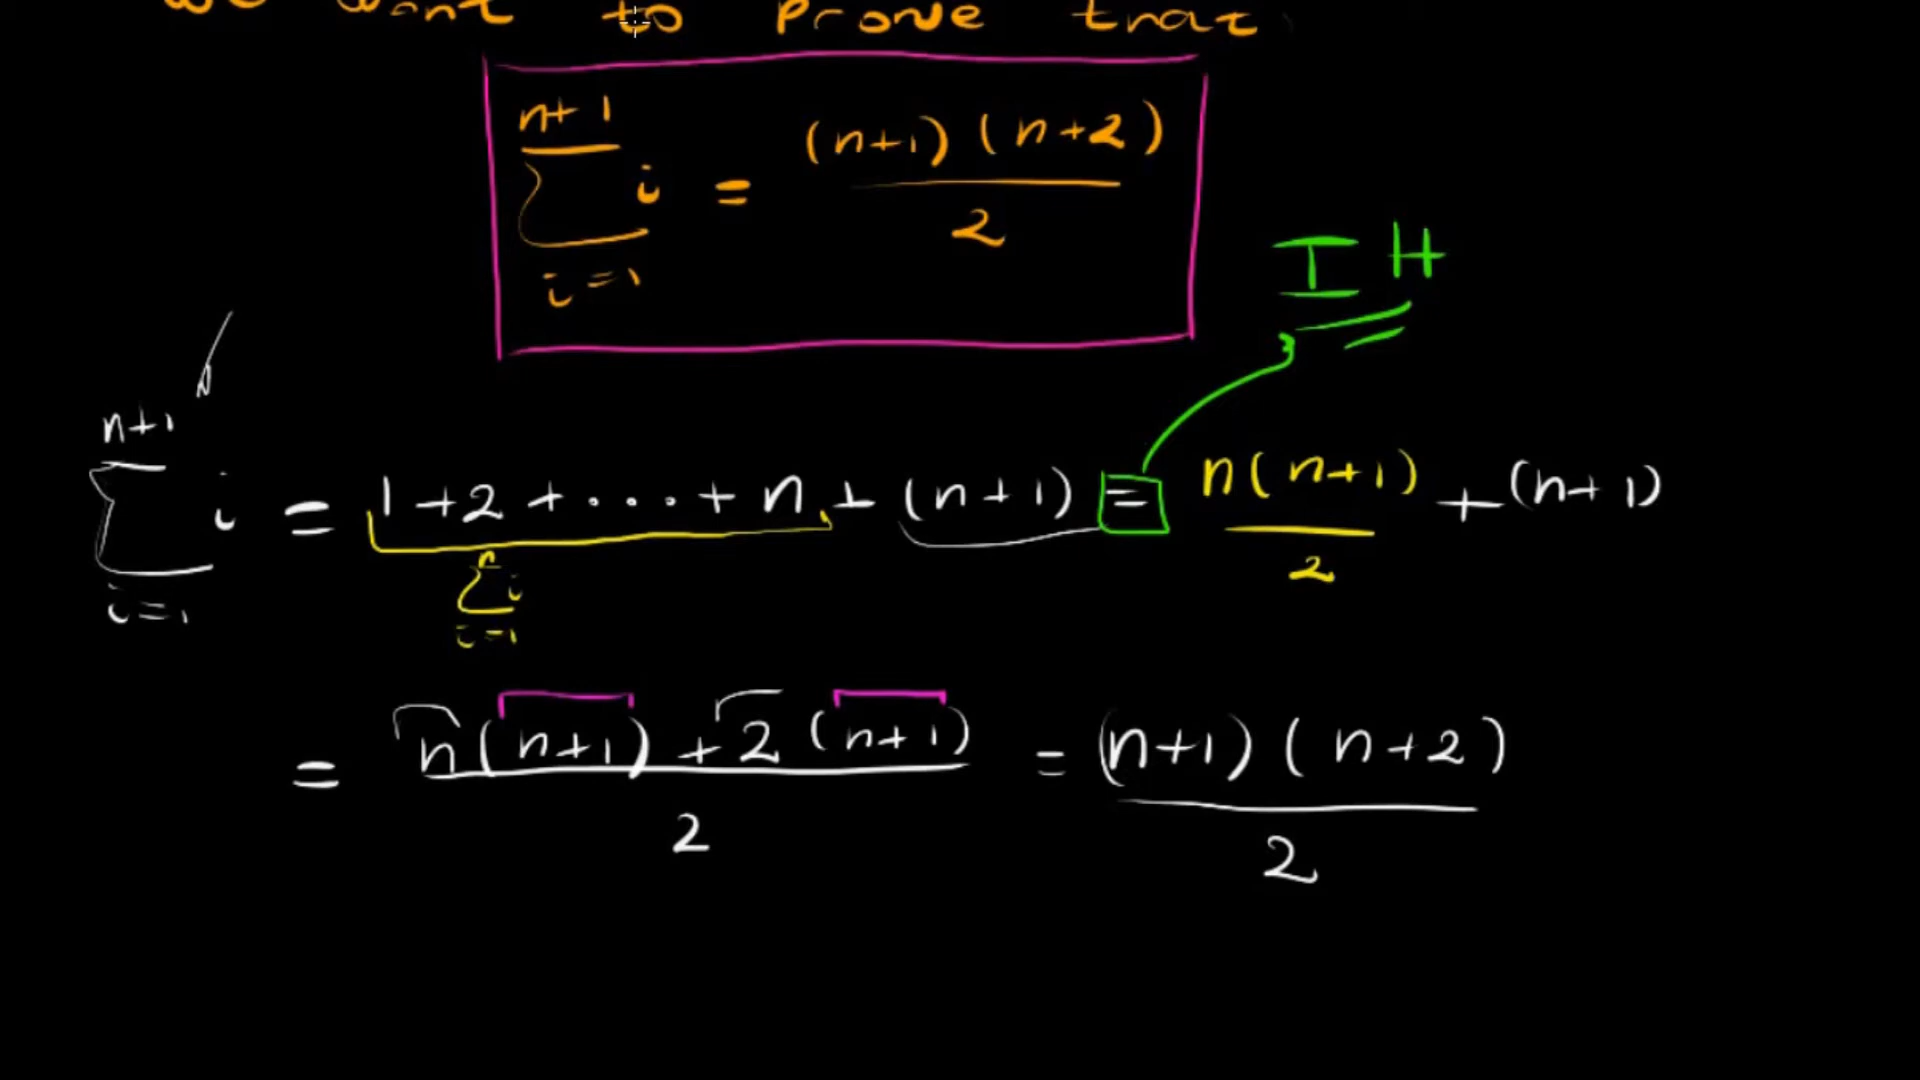 We want to prove that
n+1
∑ i = (n+1)(n+2) / 2
i=1
IH
n+1
∑ i = 1+2+...+n+(n+1) = n(n+1)/2 + (n+1)
i=1
n
∑ i
i=1
= n(n+1)+2(n+1) / 2 = (n+1)(n+2) / 2